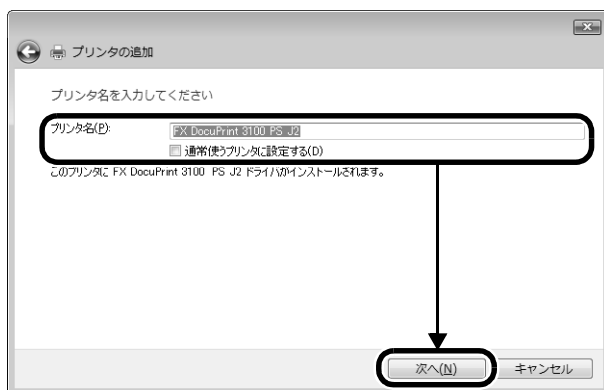 プリンタの追加
プリンタ名を入力してください
プリンタ名(P): FX DocuPrint 3100 PS J2
通常使うプリンタに設定する(D)
このプリンタに FX DocuPrint 3100 PS J2 ドライバがインストールされます。
次へ(N) キャンセル